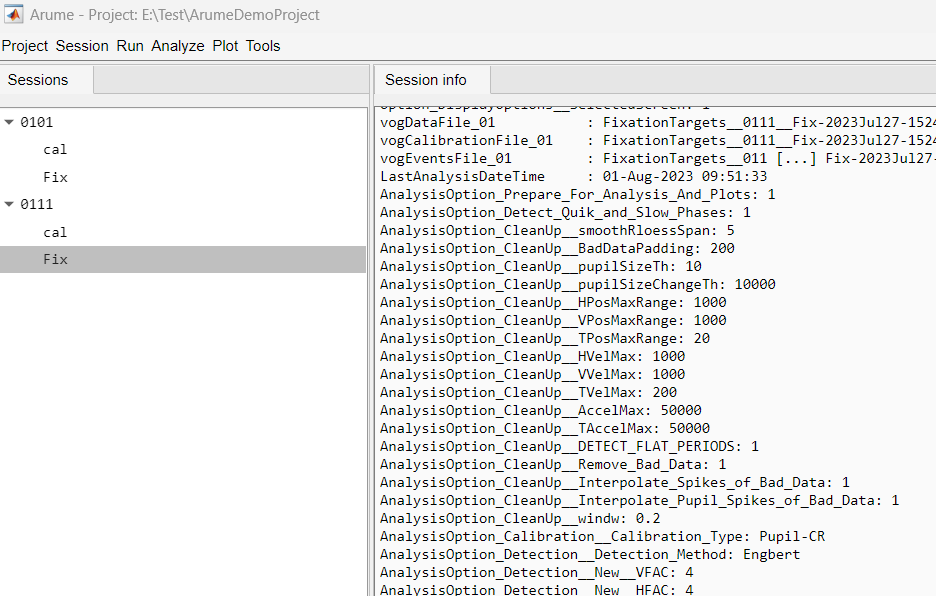 Arume - Project: E:\Test\ArumeDemoProject
Project Session Run Analyze Plot Tools
Sessions
0101
cal
Fix
0111
cal
Fix
Session info
Option_DisplayOptions__SelectedScreen: 1
vogDataFile_01 : FixationTargets__0111__Fix-2023Jul27-1524
vogCalibrationFile_01 : FixationTargets__0111__Fix-2023Jul27-1524
vogEventsFile_01 : FixationTargets__011 [...] Fix-2023Jul27-
LastAnalysisDateTime : 01-Aug-2023 09:51:33
AnalysisOption_Prepare_For_Analysis_And_Plots: 1
AnalysisOption_Detect_Quik_and_Slow_Phases: 1
AnalysisOption_CleanUp__smoothRloessSpan: 5
AnalysisOption_CleanUp__BadDataPadding: 200
AnalysisOption_CleanUp__pupilSizeTh: 10
AnalysisOption_CleanUp__pupilSizeChangeTh: 10000
AnalysisOption_CleanUp__HPosMaxRange: 1000
AnalysisOption_CleanUp__VPosMaxRange: 1000
AnalysisOption_CleanUp__TPosMaxRange: 20
AnalysisOption_CleanUp__HVelMax: 1000
AnalysisOption_CleanUp__VVelMax: 1000
AnalysisOption_CleanUp__TVelMax: 200
AnalysisOption_CleanUp__AccelMax: 50000
AnalysisOption_CleanUp__TAccelMax: 50000
AnalysisOption_CleanUp__DETECT_FLAT_PERIODS: 1
AnalysisOption_CleanUp__Remove_Bad_Data: 1
AnalysisOption_CleanUp__Interpolate_Spikes_of_Bad_Data: 1
AnalysisOption_CleanUp__Interpolate_Pupil_Spikes_of_Bad_Data: 1
AnalysisOption_CleanUp__windw: 0.2
AnalysisOption_Calibration__Calibration_Type: Pupil-CR
AnalysisOption_Detection__Detection_Method: Engbert
AnalysisOption_Detection__New__VFAC: 4
AnalysisOption_Detection__New__HFAC: 4